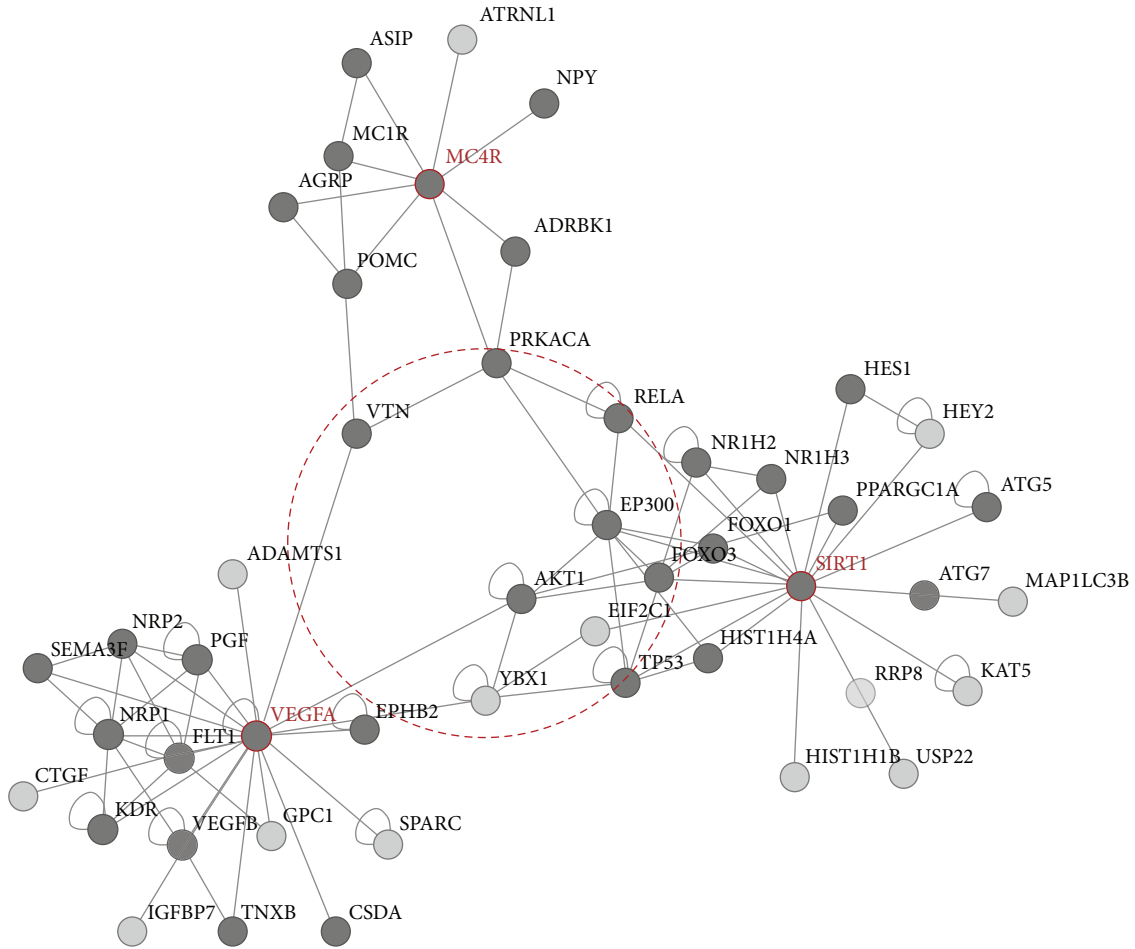 ATRNL1
ASIP
NPY
MC1R
MC4R
AGRP
ADRBK1
POMC
PRKACA
HES1
RELA
VTN
HEY2
NR1H2
NR1H3
PPARGC1A
ATG5
EP300
FOXO1
ADAMTS1
FOXO3
SIRT1
AKT1
ATG7
MAP1LC3B
EIF2C1
NRP2
PGF
HIST1H4A
SEMA3F
TP53
RRP8
KAT5
YBX1
NRP1
VEGFA
EPHB2
FLT1
HIST1H1B
USP22
CTGF
KDR
VEGFB
GPC1
SPARC
IGFBP7
TNXB
CSDA